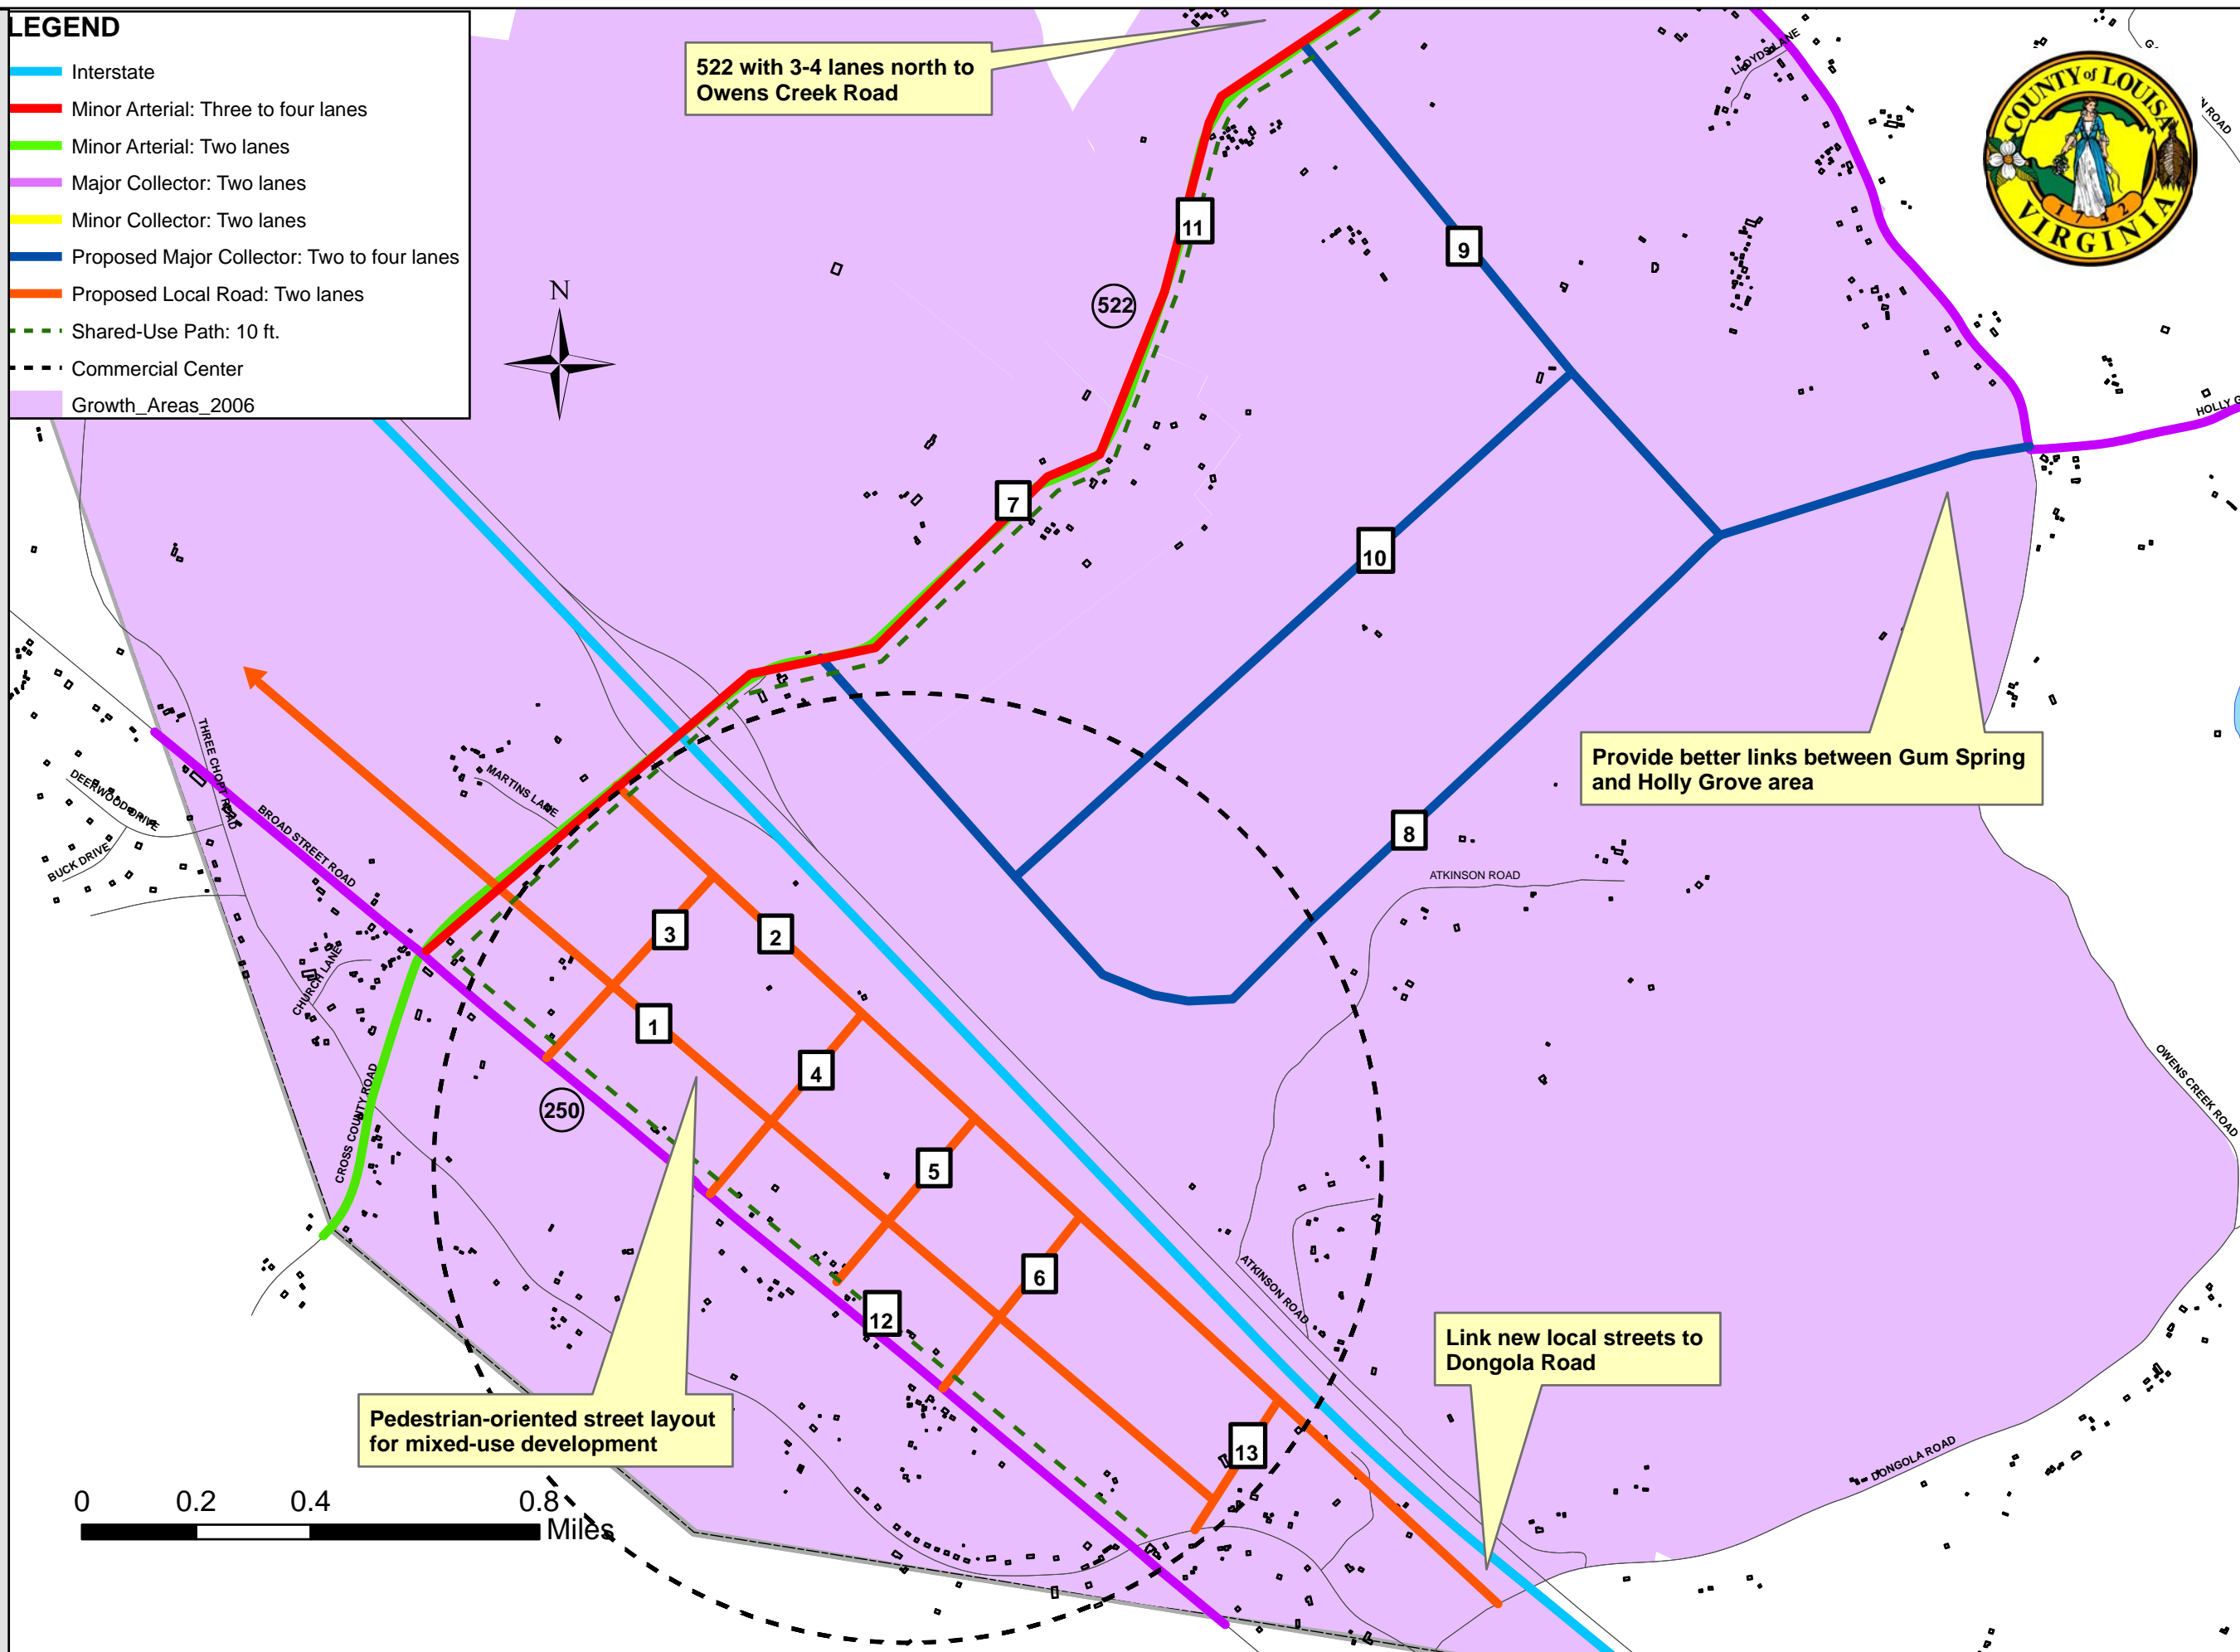 LEGEND
Interstate
Minor Arterial: Three to four lanes
Minor Arterial: Two lanes
Major Collector: Two lanes
Minor Collector: Two lanes
Proposed Major Collector: Two to four lanes
Proposed Local Road: Two lanes
Shared-Use Path: 10 ft.
Commercial Center
Growth_Areas_2006
522 with 3-4 lanes north to
Owens Creek Road
LLOYDS LANE
COUNTY of LOUISA
1742
VIRGINIA
ROAD
11
9
N
522
HOLLY
7
10
Provide better links between Gum Spring
and Holly Grove area
THREE CHOPT ROAD
MARTINS LANE
DEERWOOD DRIVE
BUCK DRIVE
BROAD STREET ROAD
8
ATKINSON ROAD
3
2
CHURCH LANE
1
4
250
CROSS COUNTY ROAD
OWENS CREEK ROAD
5
6
ATKINSON ROAD
12
Link new local streets to
Dongola Road
Pedestrian-oriented street layout
for mixed-use development
13
DONGOLA ROAD
0 0.2 0.4 0.8
Miles